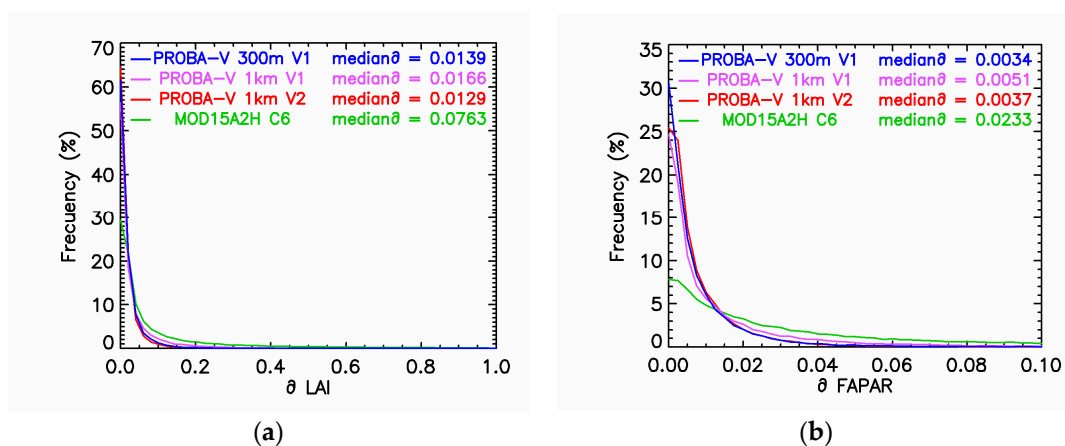 70
60
50
40
30
20
10
0
Frecuency (%)
PROBA-V 300m V1 median∂ = 0.0139
PROBA-V 1km V1 median∂ = 0.0166
PROBA-V 1km V2 median∂ = 0.0129
MOD15A2H C6 median∂ = 0.0763
0.0 0.2 0.4 0.6 0.8 1.0
∂ LAI
(a)
35
30
25
20
15
10
5
0
Frecuency (%)
PROBA-V 300m V1 median∂ = 0.0034
PROBA-V 1km V1 median∂ = 0.0051
PROBA-V 1km V2 median∂ = 0.0037
MOD15A2H C6 median∂ = 0.0233
0.00 0.02 0.04 0.06 0.08 0.10
∂ FAPAR
(b)